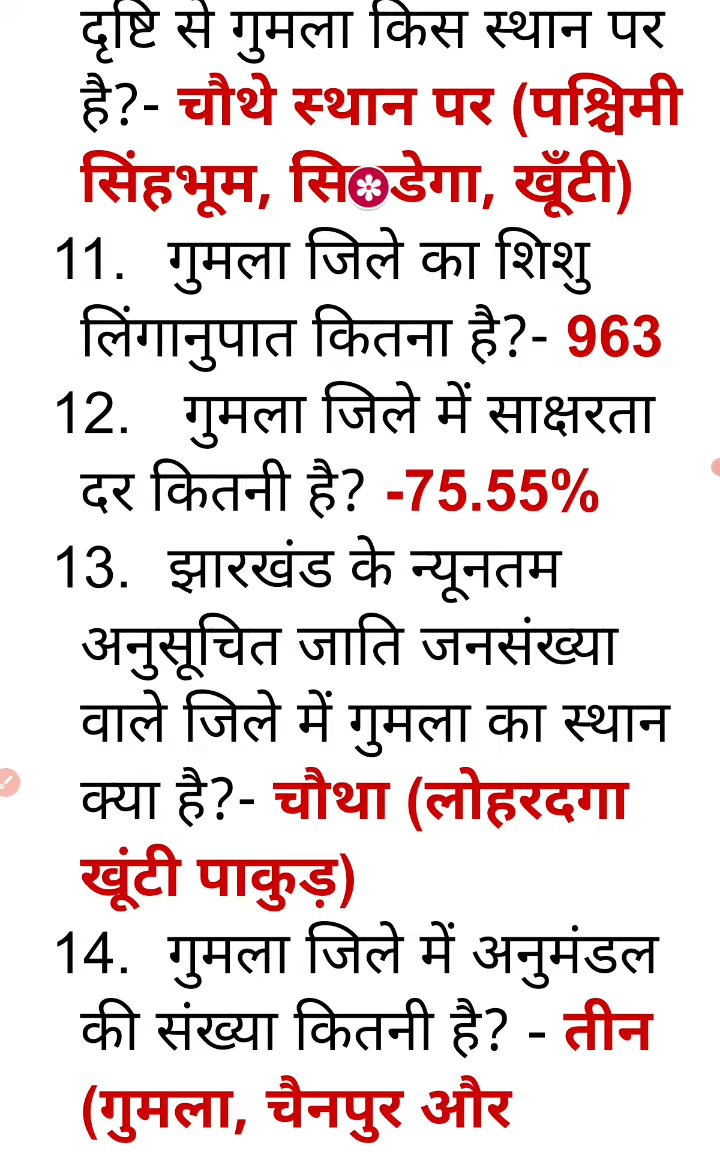 दृष्टि से गुमला किस स्थान पर
है?- चौथे स्थान पर (पश्चिमी
सिंहभूम, खूँटी)
11. गुमला जिले का शिशु
लिंगानुपात कितना है?- 963
12. गुमला जिले में साक्षरता
दर कितनी है? -75.55%
13. झारखंड के न्यूनतम
अनुसूचित जाति जनसंख्या
वाले जिले में गुमला का स्थान
क्या है?- चौथा (लोहरदगा
खूंटी पाकुड़)
14. गुमला जिले में अनुमंडल
की संख्या कितनी है? - तीन
(गुमला, चैनपुर और